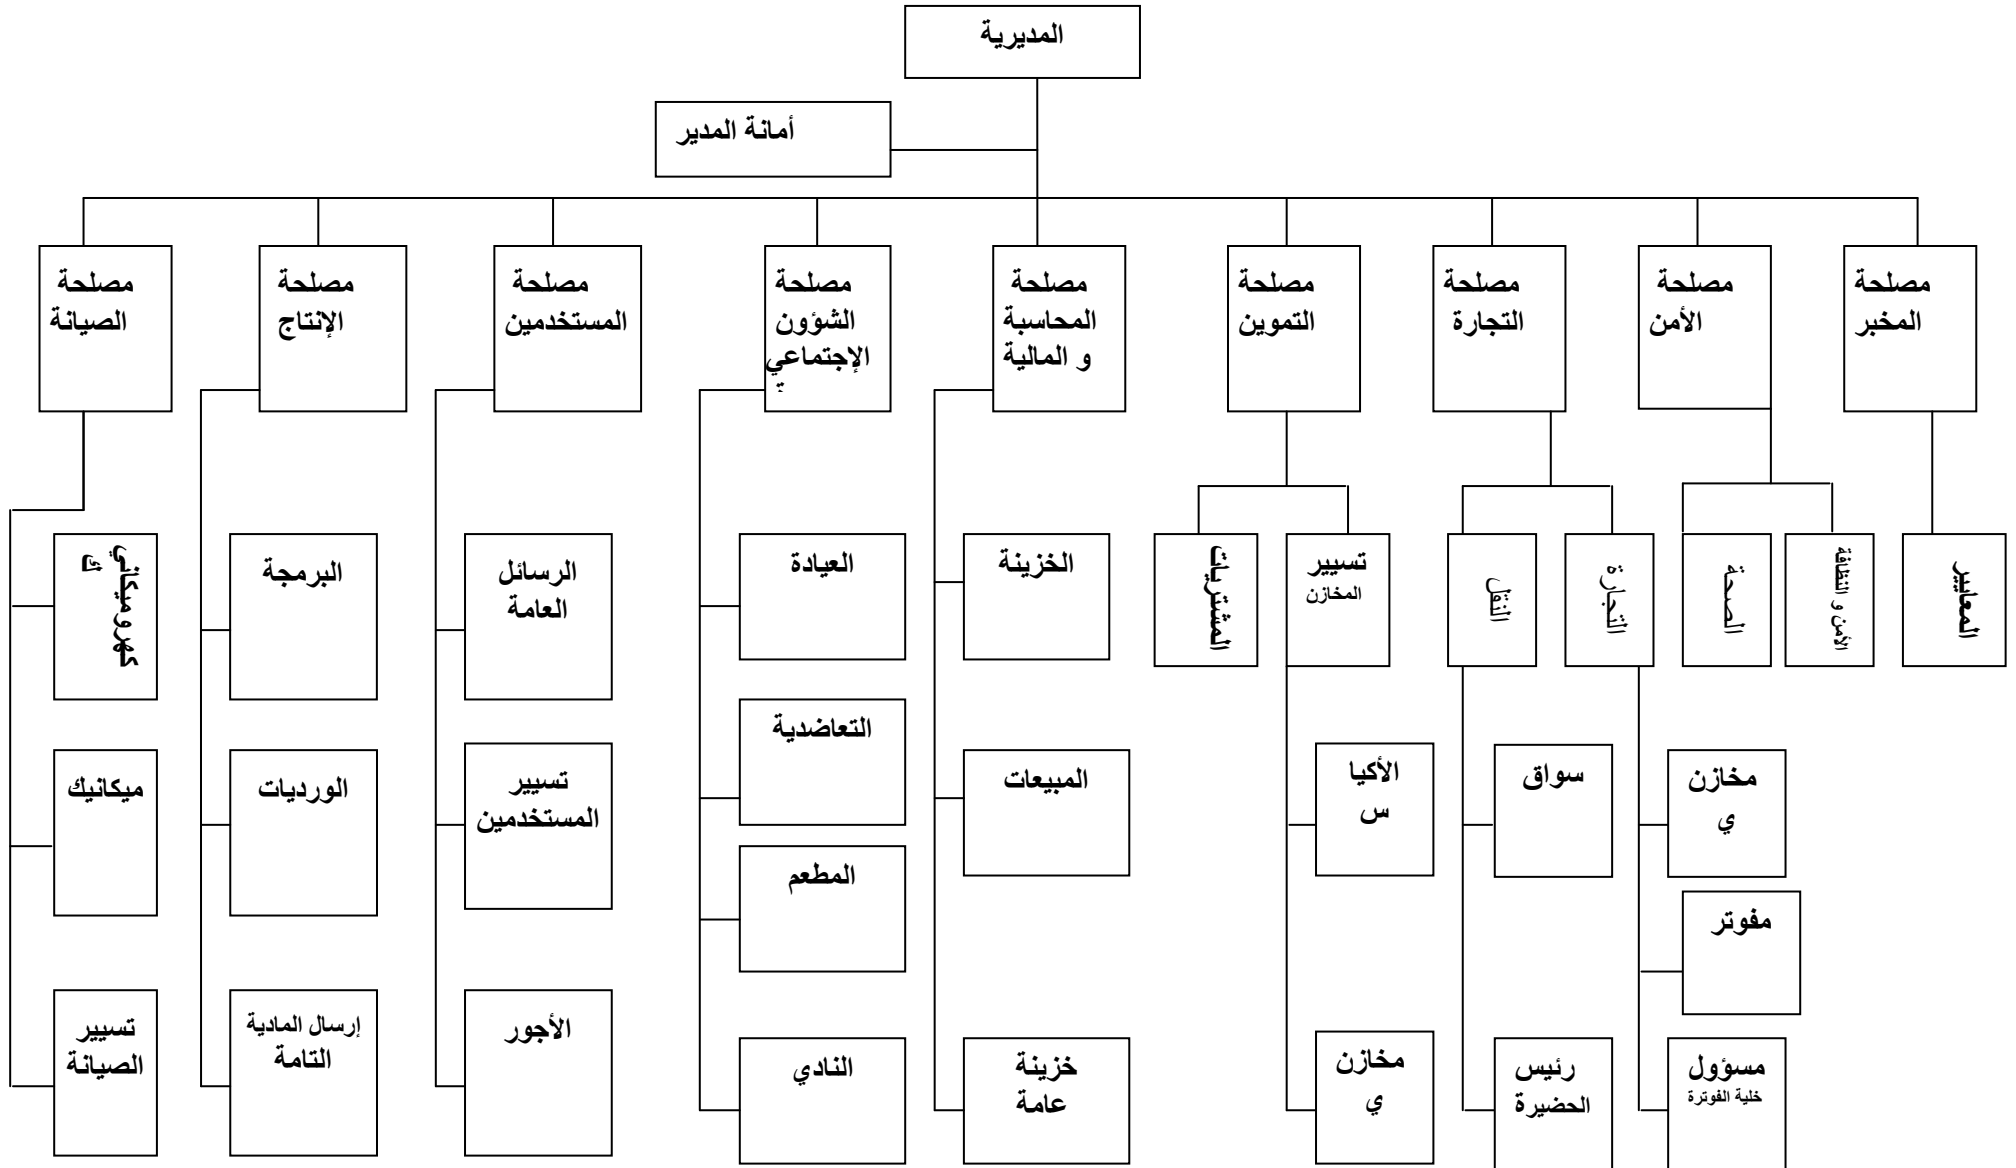 المديرية
أمانة المدير
مصلحة
المخبر
مصلحة
الأمن
مصلحة
التجارة
مصلحة
التموين
مصلحة
المحاسبة
و المالية
مصلحة
الشؤون
الإجتماعي
ة
مصلحة
المستخدمين
مصلحة
الإنتاج
مصلحة
الصيانة
المعايير
الأمن و النظافة
الصحة
التجارة
النقل
تسيير
المخازن
المشتريات
الخزينة
العيادة
الرسائل
العامة
البرمجة
كهروميكاني
ك
مخازن
ي
سواق
الأكيا
س
المبيعات
التعاضدية
تسيير
المستخدمين
الورديات
ميكانيك
مفوتر
المطعم
مسؤول
خلية الفوترة
رئيس
الحضيرة
مخازن
ي
خزينة
عامة
النادي
الأجور
إرسال المادية
التامة
تسيير
الصيانة